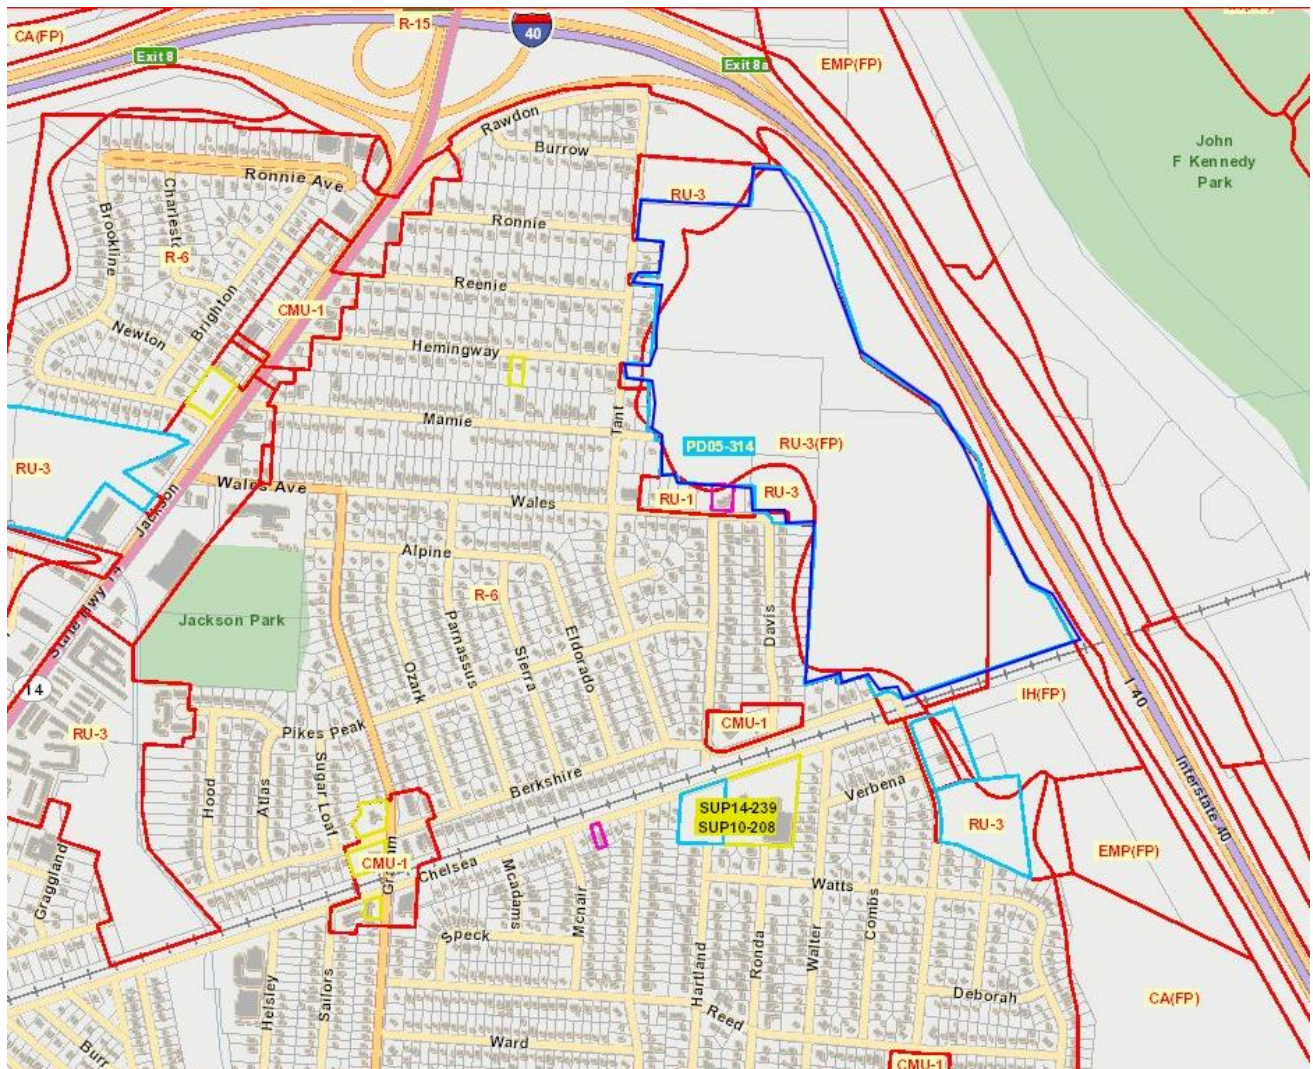 R-15
CA(FP)
40
Exit 8
Exit 8a
EMP(FP)
Rawdon
Burrow
John
F Kennedy
Park
Ronnie Ave
Charlest
Brookline
RU-3
Ronnie
R-6
Reenie
Brighton
CMU-1
Newton
Hemingway
Mamie
Tant
PD05-314
RU-3(FP)
RU-3
Wales Ave
Jackson
Wales
RU-1
RU-3
Alpine
State Hwy 14
R-6
Jackson Park
Parnassus
Sierra
Eldorado
Davis
Ozark
14
I 40
IH(FP)
RU-3
Pikes Peak
CMU-1
Sugar Loaf
Hood
Atlas
Berkshire
Verbena
Interstate 40
SUP14-239
SUP10-208
RU-3
EMP(FP)
CMU-1
Chelsea
Graggland
Mcadams
Mcnair
Watts
Combs
Speck
Hartland
Ronda
Walter
Helsley
Sailors
Deborah
CA(FP)
Reed
Ward
Burr
CMU-1